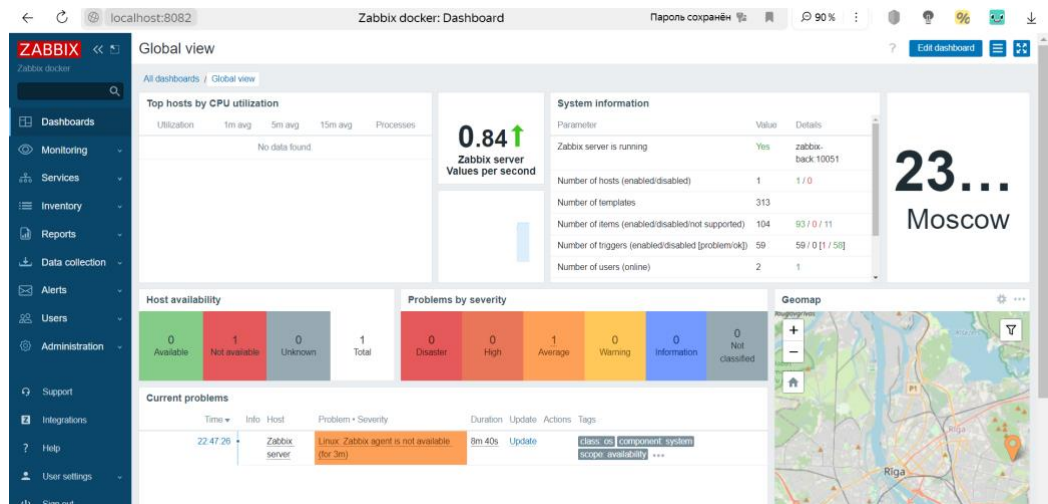 localhost:8082
Zabbix docker: Dashboard
Пароль сохранён
90 %
ZABBIX
Zabbix docker
Dashboards
Monitoring
Services
Inventory
Reports
Data collection
Alerts
Users
Administration
Support
Integrations
Help
User settings
Sign out
Global view
? Edit dashboard
All dashboards / Global view
Top hosts by CPU utilization
Utilization 1m avg 5m avg 15m avg Processes
No data found
0.84
Zabbix server
Values per second
System information
Parameter Value Details
Zabbix server is running Yes zabbix-
back:10051
Number of hosts (enabled/disabled) 1 1 / 0
Number of templates 313
Number of items (enabled/disabled/not supported) 104 93 / 0 / 11
Number of triggers (enabled/disabled [problem/ok]) 59 59 / 0 [1 / 58]
Number of users (online) 2 1
23...
Moscow
Host availability
0 Available
1 Not available
0 Unknown
1 Total
Problems by severity
0 Disaster
0 High
1 Average
0 Warning
0 Information
0 Not classified
Geomap
+
−
P1
Rīga
Riga
Current problems
Time Info Host Problem • Severity Duration Update Actions Tags
22:47:26 Zabbix server Linux: Zabbix agent is not available (for 3m) 8m 40s Update class: os component: system
scope: availability •••